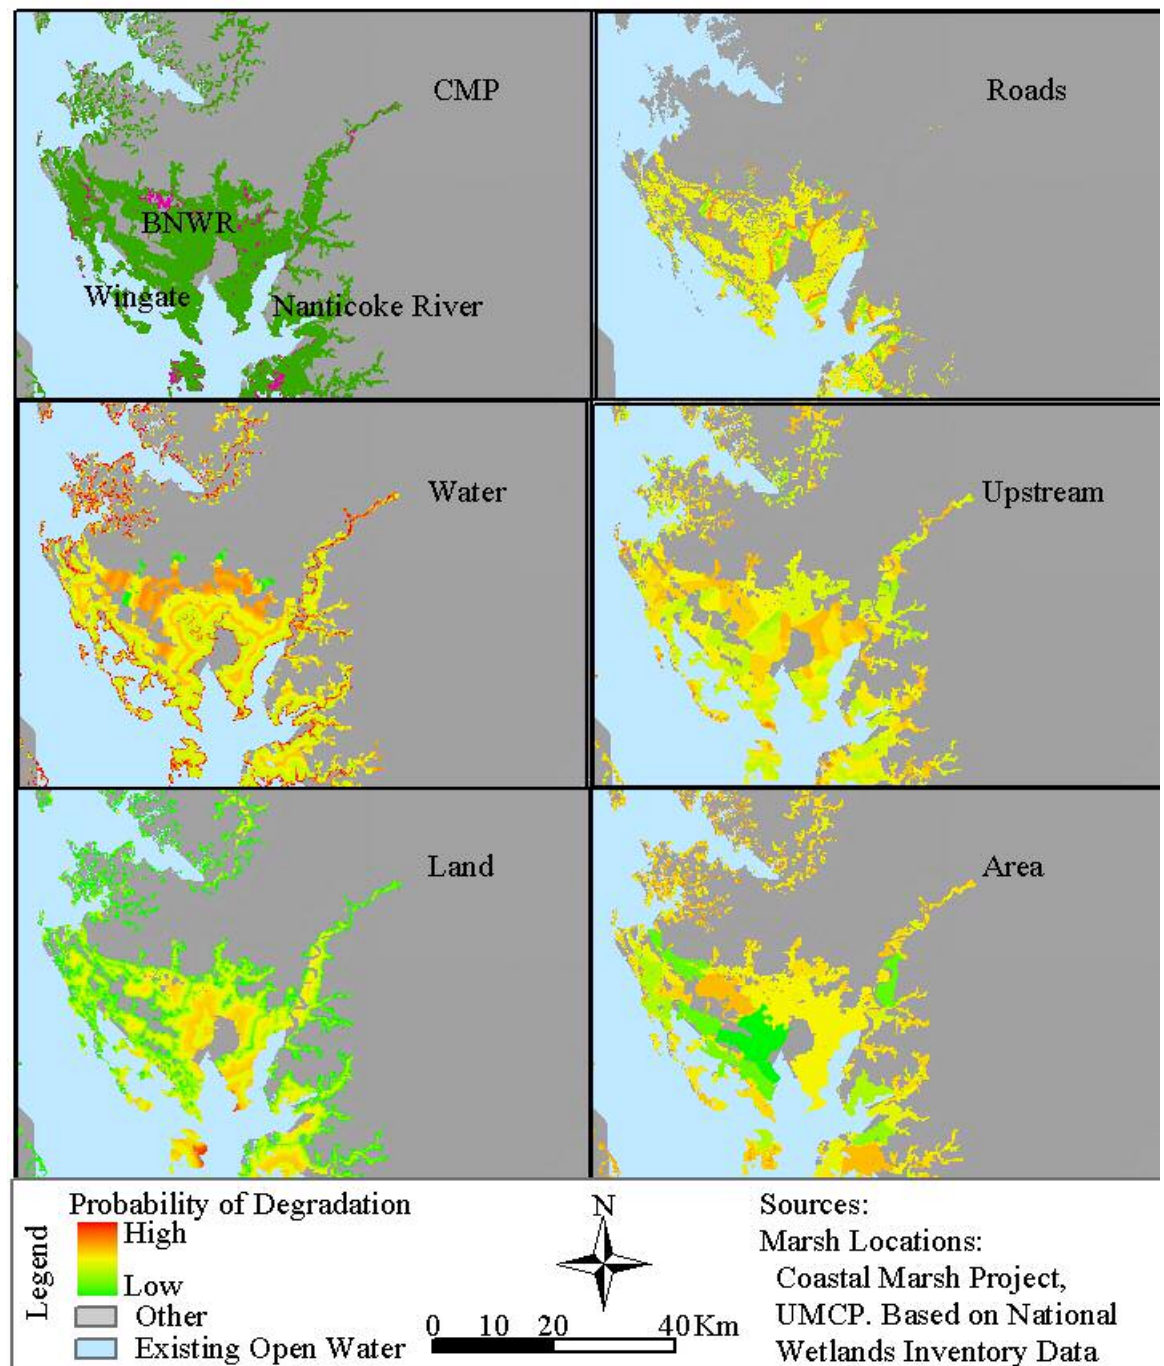 CMP
BNWR
Wingate
Nanticoke River
Roads
Water
Upstream
Land
Area
Legend
Probability of Degradation
High
Low
Other
Existing Open Water
N
0 10 20 40 Km
Sources:
Marsh Locations:
Coastal Marsh Project,
UMCP. Based on National
Wetlands Inventory Data